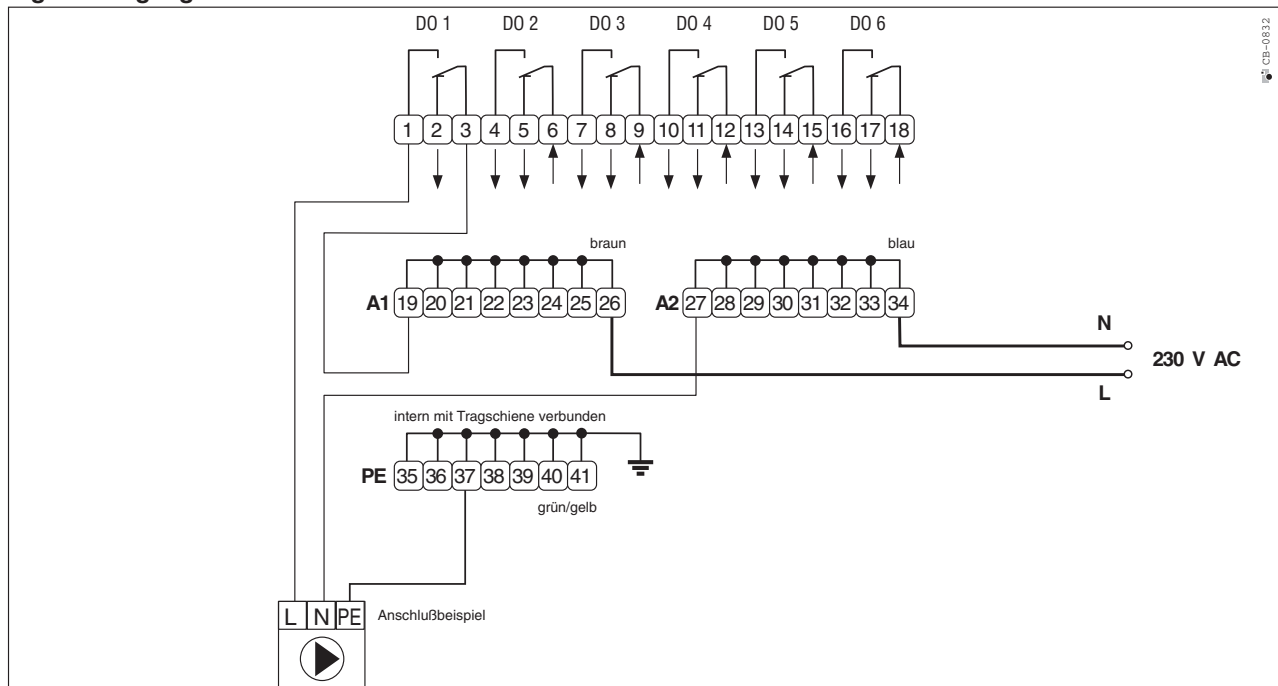 DO 1 DO 2 DO 3 DO 4 DO 5 DO 6
CB-0832
1 2 3 4 5 6 7 8 9 10 11 12 13 14 15 16 17 18
braun
blau
A1 19 20 21 22 23 24 25 26
A2 27 28 29 30 31 32 33 34
N
230 V AC
L
intern mit Tragschiene verbunden
PE 35 36 37 38 39 40 41
grün/gelb
L N PE Anschlußbeispiel